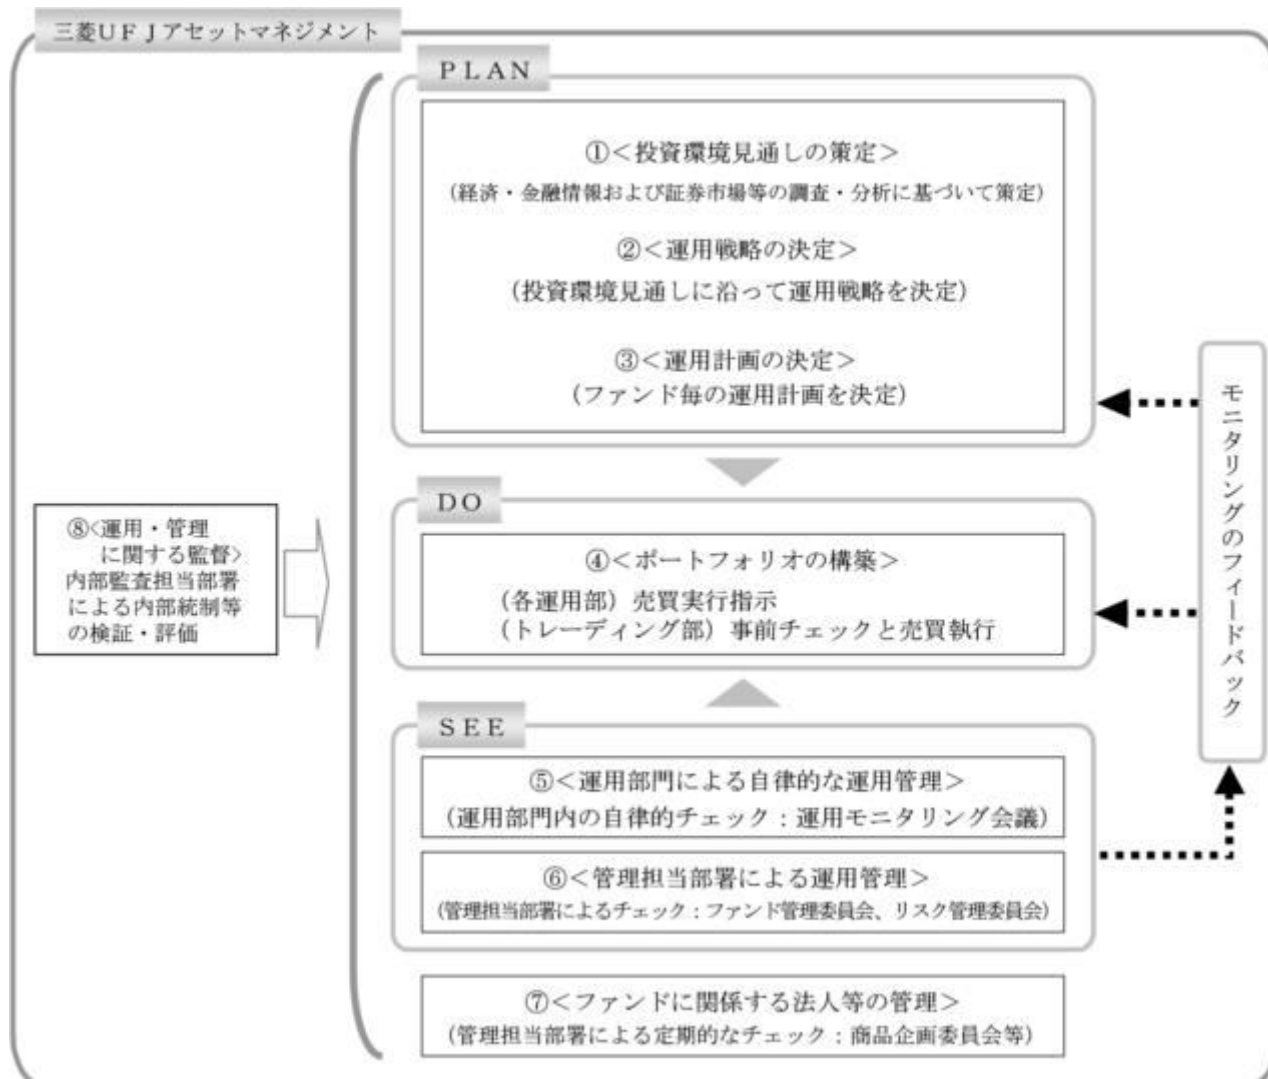 三菱UFJアセットマネジメント
PLAN
①＜投資環境見通しの策定＞
（経済・金融情報および証券市場等の調査・分析に基づいて策定）
②＜運用戦略の決定＞
（投資環境見通しに沿って運用戦略を決定）
③＜運用計画の決定＞
（ファンド毎の運用計画を決定）
DO
④＜ポートフォリオの構築＞
（各運用部）売買実行指示
（トレーディング部）事前チェックと売買執行
SEE
⑤＜運用部門による自律的な運用管理＞
（運用部門内の自律的チェック：運用モニタリング会議）
⑥＜管理担当部署による運用管理＞
（管理担当部署によるチェック：ファンド管理委員会、リスク管理委員会）
⑦＜ファンドに関係する法人等の管理＞
（管理担当部署による定期的なチェック：商品企画委員会等）
⑧＜運用・管理
に関する監督＞
内部監査担当部署
による内部統制等
の検証・評価
モニタリングのフィードバック